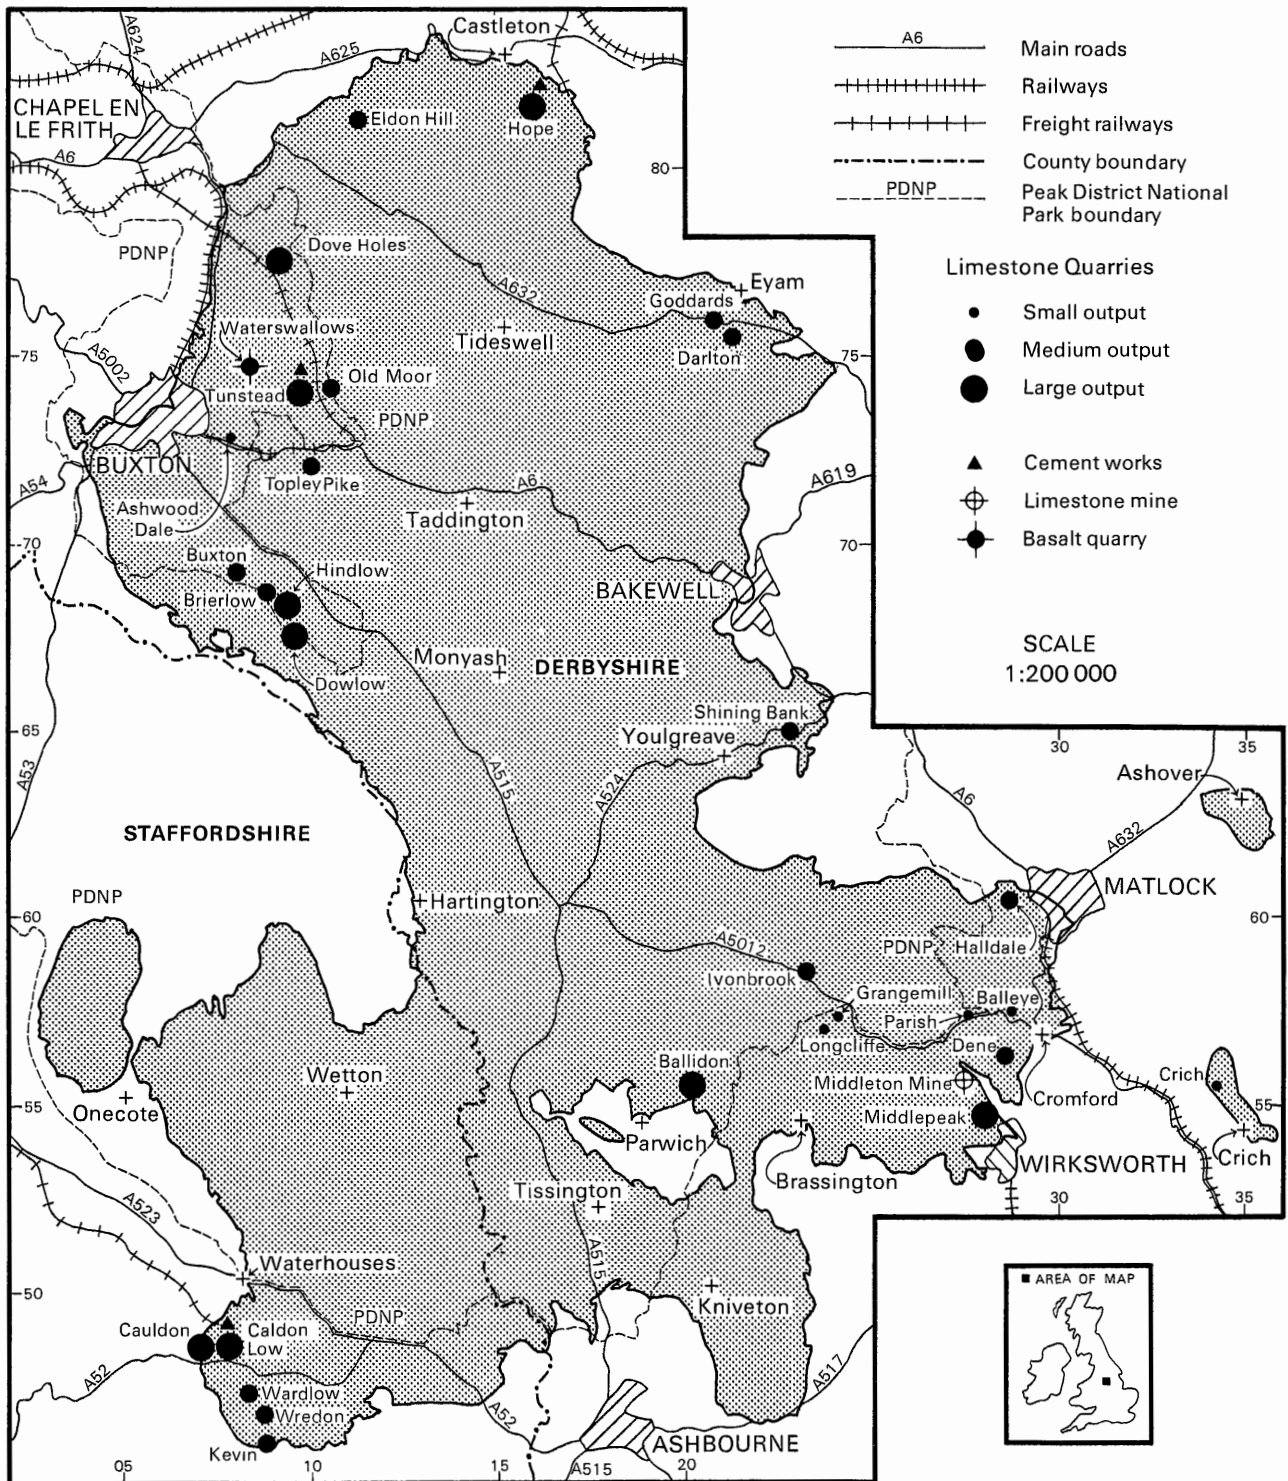 Castleton
A624
A625
CHAPEL EN
LE FRITH
Eldon Hill
Hope
A6
80
PDNP
Dove Holes
A632
Eyam
Goddards
Waterswallows
Tideswell
Darlton
75
75
A5002
Tunstead
Old Moor
PDNP
BUXTON
Topley Pike
A6
A619
A54
Ashwood
Dale
Taddington
70
70
Buxton
Hindlow
Brierlow
BAKEWELL
Monyash
DERBYSHIRE
Dowlow
Shining Bank
Youlgreave
65
A53
A515
A524
STAFFORDSHIRE
PDNP
Hartington
60
A5012
Ivonbrook
PDNP
Halldale
Grangemill
Balleye
Parish
Longcliffe
Dene
Ballidon
Middleton Mine
Middlepeak
Cromford
Wetton
55
Onecote
Parwich
Brassington
WIRKSWORTH
Tissington
A523
Waterhouses
A515
50
PDNP
Kniveton
Cauldon
Caldon
Low
A52
Wardlow
Wredon
Kevin
A52
A517
ASHBOURNE
A515
05
10
15
20
30
35
Ashover
A6
A632
MATLOCK
60
Crich
55
Crich
30
35
A6
Main roads
Railways
Freight railways
County boundary
PDNP
Peak District National
Park boundary
Limestone Quarries
Small output
Medium output
Large output
Cement works
Limestone mine
Basalt quarry
SCALE
1:200 000
AREA OF MAP